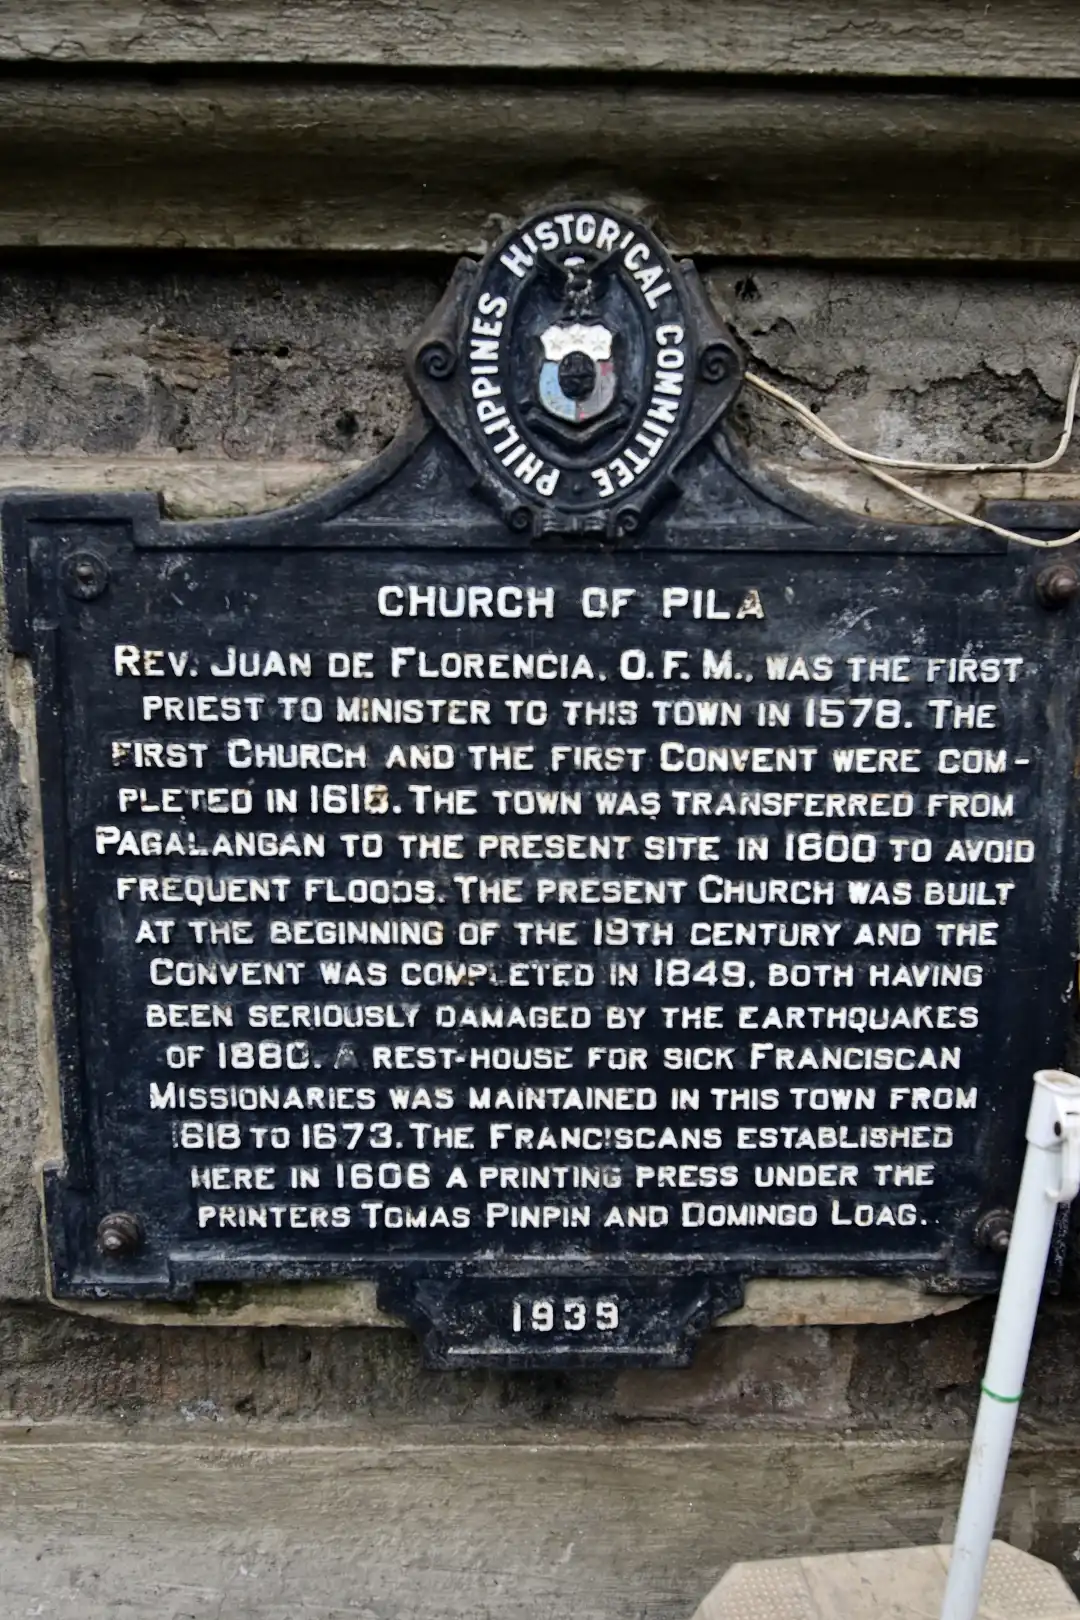 PHILIPPINES HISTORICAL COMMITTEE
CHURCH OF PILA
REV. JUAN DE FLORENCIA, O.F.M., WAS THE FIRST
PRIEST TO MINISTER TO THIS TOWN IN 1578. THE
FIRST CHURCH AND THE FIRST CONVENT WERE COM-
PLETED IN THE TOWN WAS TRANSFERRED FROM
PAGALANGAN TO THE PRESENT SITE IN 1800 TO AVOID
FREQUENT FLOODS. THE PRESENT CHURCH WAS BUILT
AT THE BEGINNING OF THE 19TH CENTURY AND THE
CONVENT WAS COMPLETED IN 1849, BOTH HAVING
BEEN SERIOUSLY DAMAGED BY THE EARTHQUAKES
OF 1880. A REST-HOUSE FOR SICK FRANCISCAN
MISSIONARIES WAS MAINTAINED IN THIS TOWN FROM
1618 TO 1673. THE FRANCISCANS ESTABLISHED
HERE IN 1606 A PRINTING PRESS UNDER THE
PRINTERS TOMAS PINPIN AND DOMINGO LOAG.
1939